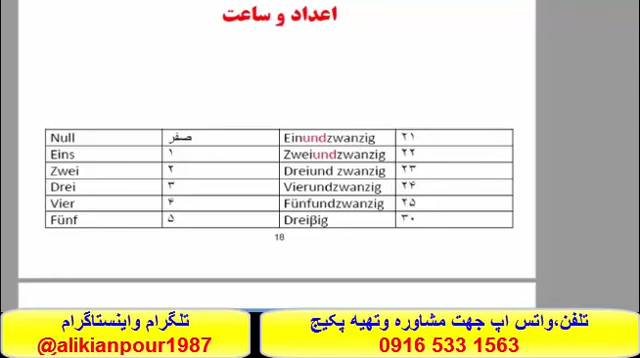 اعداد و ساعت
Null صفر Einundzwanzig ۲۱
Eins ۱ Zweiundzwanzig ۲۲
Zwei ۲ Dreiund zwanzig ۲۳
Drei ۳ Vierundzwanzig ۲۴
Vier ۴ Fünfundzwanzig ۲۵
Fünf ۵ Dreiβig ۳۰
18
تلگرام واینستاگرام
@alikianpour1987
تلفن،واتس اپ جهت مشاوره وتهیه پکیج
0916 533 1563